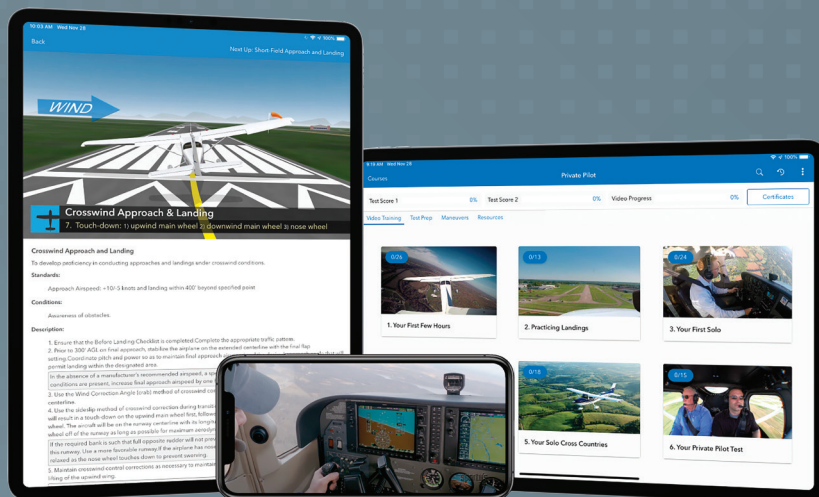 10:03 AM Wed Nov 28
100%
Back
Next Up: Short-Field Approach and Landing
WIND
Crosswind Approach & Landing
7. Touch-down: 1) upwind main wheel 2) downwind main wheel 3) nose wheel
Crosswind Approach and Landing
To develop proficiency in conducting approaches and landings under crosswind conditions.
Standards:
Approach Airspeed: +10/-5 knots and landing within 400' beyond specified point
Conditions:
Awareness of obstacles.
Description:
1. Ensure that the Before Landing Checklist is completed Complete the appropriate traffic pattern.
2. Prior to 300' AGL on final approach, stabilize the airplane on the extended centerline with the final flap
setting. Coordinate pitch and power so as to maintain final approach
permit landing within the designated area.
In the absence of a manufacturer's recommended airspeed, a
conditions are present, increase final approach airspeed by one
3. Use the Wind Correction Angle (crab) method of crosswind
centerline.
4. Use the sideslip method of crosswind correction during
will result in a touch-down on the upwind main wheel first,
wheel. The aircraft will be on the runway centerline with its
wheel off of the runway as long as possible for maximum
If the required bank is such that full opposite rudder will not
this runway. Use a more favorable runway if the airplane has
relaxed as the nose wheel touches down to prevent swerving.
5. Maintain crosswind control corrections as necessary to
lifting of the upwind wing.
9:18 AM Wed Nov 28
100%
Courses
Private Pilot
Test Score 1 0% Test Score 2 0% Video Progress 0% Certificates
Video Training Test Prep Maneuvers Resources
0/26
1. Your First Few Hours
0/13
2. Practicing Landings
0/24
3. Your First Solo
0/18
5. Your Solo Cross Countries
0/15
6. Your Private Pilot Test